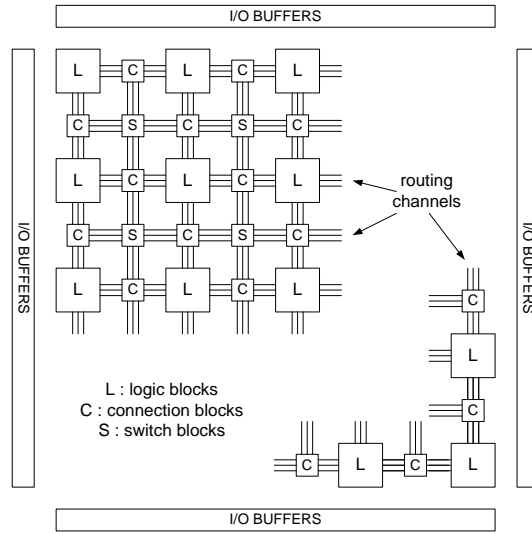 I/O BUFFERS
L C L C L
C S C S C
I/O BUFFERS
L C L C L
routing
channels
I/O BUFFERS
C S C S C
L C L C L
C
L
L : logic blocks
C : connection blocks
S : switch blocks
C
C L C L
I/O BUFFERS